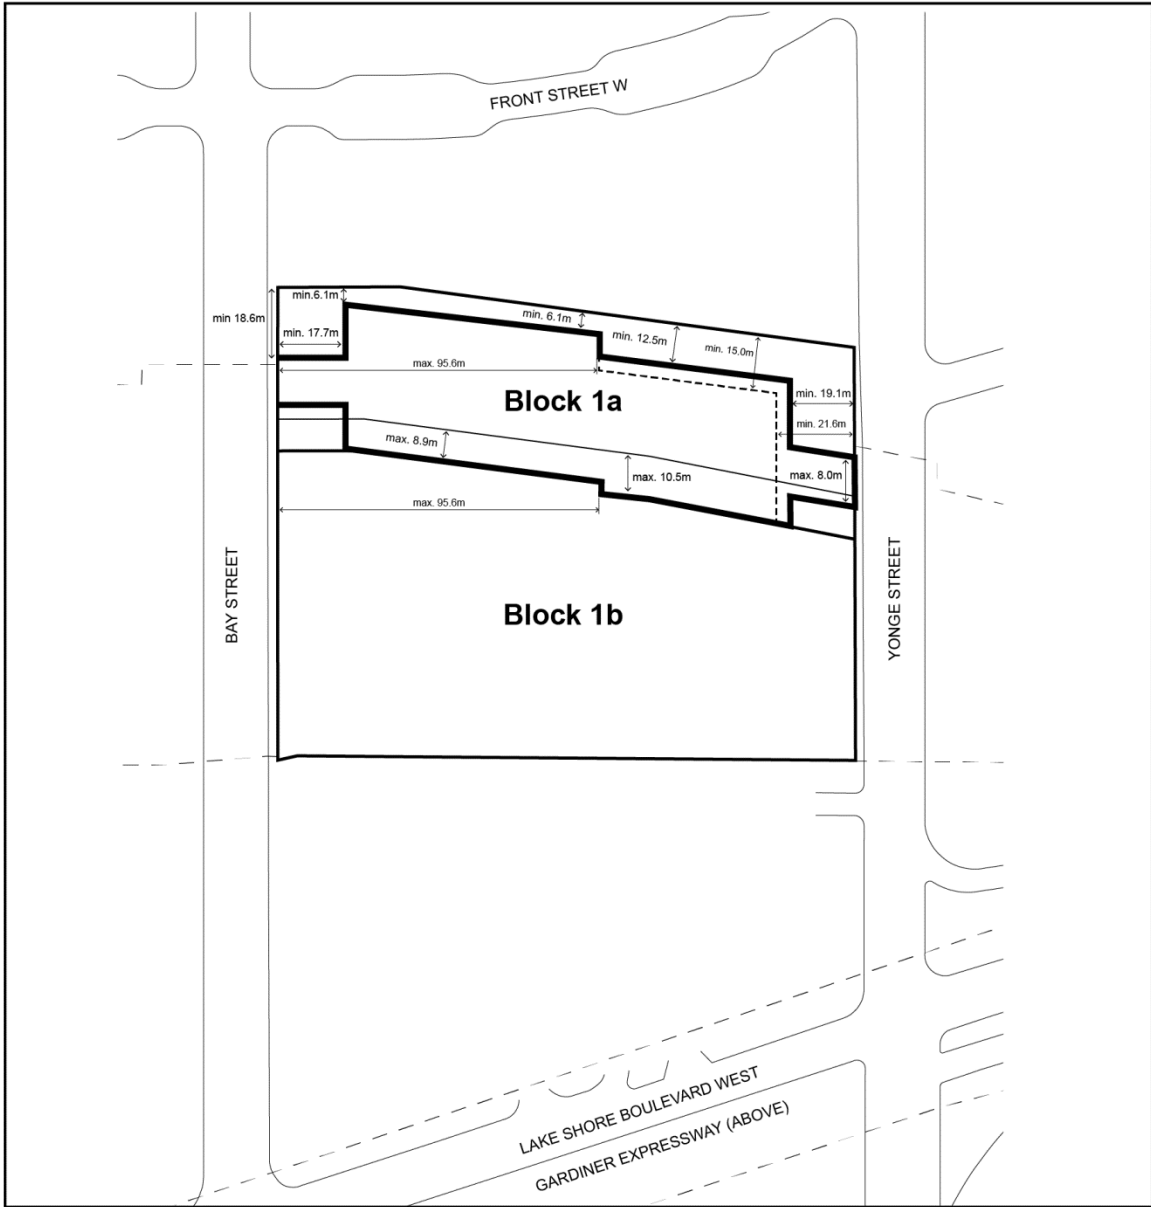 FRONT STREET W
min.6.1m
min 18.6m
min. 6.1m
min. 17.7m
min. 12.5m
min. 15.0m
max. 95.6m
min. 19.1m
Block 1a
min. 21.6m
max. 8.9m
max. 10.5m
max. 8.0m
max. 95.6m
BAY STREET
YONGE STREET
Block 1b
LAKE SHORE BOULEVARD WEST
GARDINER EXPRESSWAY (ABOVE)